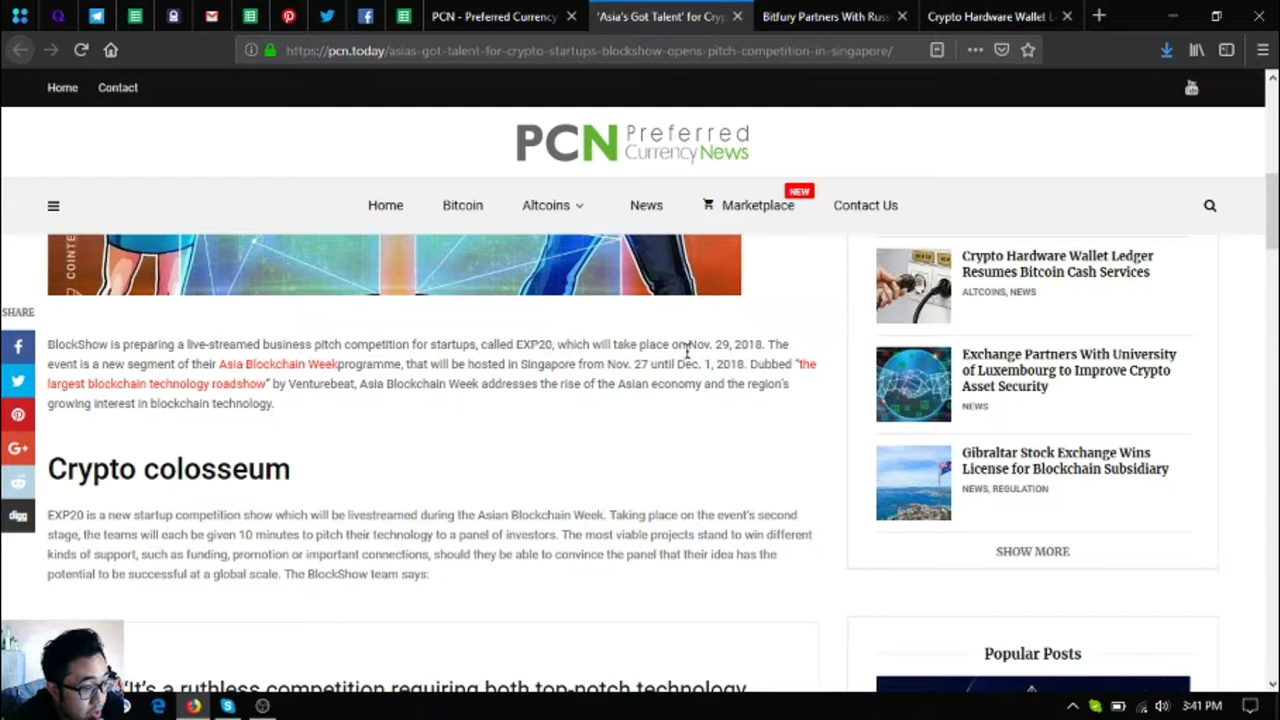 PCN - Preferred Currency
'Asia's Got Talent' for Cryp
Bitfury Partners With Russ
Crypto Hardware Wallet L
https://pcn.today/asias-got-talent-for-crypto-startups-blockshow-opens-pitch-competition-in-singapore/
Home Contact
PCN Preferred
Currency News
NEW
Home Bitcoin Altcoins News Marketplace Contact Us
COINTE
SHARE
BlockShow is preparing a live-streamed business pitch competition for startups, called EXP20, which will take place on Nov. 29, 2018. The
event is a new segment of their Asia Blockchain Weekprogramme, that will be hosted in Singapore from Nov. 27 until Dec. 1, 2018. Dubbed "the
largest blockchain technology roadshow" by Venturebeat, Asia Blockchain Week addresses the rise of the Asian economy and the region's
growing interest in blockchain technology.
Crypto colosseum
EXP20 is a new startup competition show which will be livestreamed during the Asian Blockchain Week. Taking place on the event's second
stage, the teams will each be given 10 minutes to pitch their technology to a panel of investors. The most viable projects stand to win different
kinds of support, such as funding, promotion or important connections, should they be able to convince the panel that their idea has the
potential to be successful at a global scale. The BlockShow team says:
"It's a ruthless competition requiring both top-notch technology
Crypto Hardware Wallet Ledger
Resumes Bitcoin Cash Services
ALTCOINS, NEWS
Exchange Partners With University
of Luxembourg to Improve Crypto
Asset Security
NEWS
Gibraltar Stock Exchange Wins
License for Blockchain Subsidiary
NEWS, REGULATION
SHOW MORE
Popular Posts
digg
3:41 PM